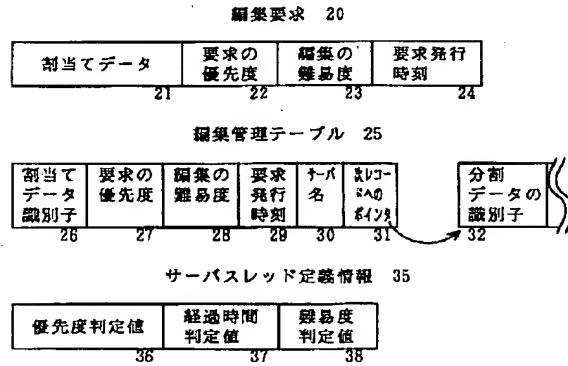 編集要求 20
割当てデータ 要求の 編集の 要求発行
優先度 難易度 時刻
21 22 23 24
編集管理テーブル 25
割当て 要求の 編集の 要求 サーバ 次レコー 分割
データ 優先度 難易度 発行 名 ドへの データの
識別子 時刻 ポインタ 識別子
26 27 28 29 30 31 32
サーバスレッド定義情報 35
優先度判定値 経過時間 難易度
判定値 判定値
36 37 38